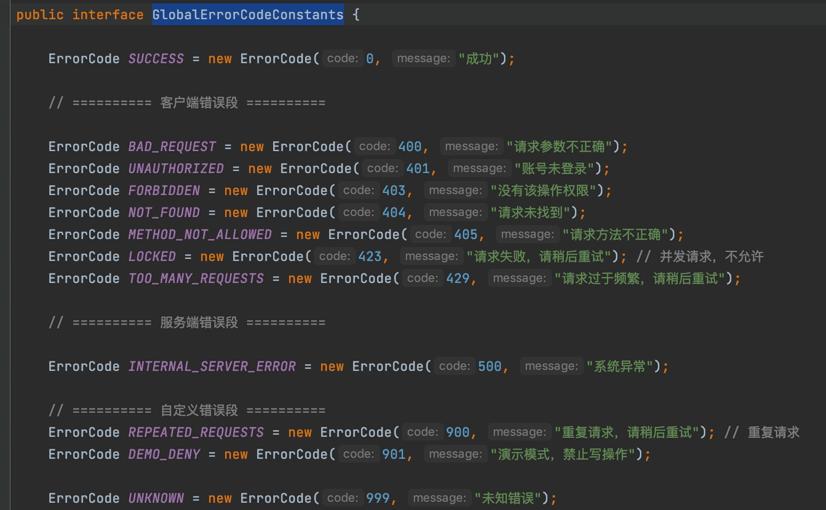 public interface GlobalErrorCodeConstants {
ErrorCode SUCCESS = new ErrorCode( code: 0, message: "成功");
// ========== 客户端错误段 ==========
ErrorCode BAD_REQUEST = new ErrorCode( code: 400, message: "请求参数不正确");
ErrorCode UNAUTHORIZED = new ErrorCode( code: 401, message: "账号未登录");
ErrorCode FORBIDDEN = new ErrorCode( code: 403, message: "没有该操作权限");
ErrorCode NOT_FOUND = new ErrorCode( code: 404, message: "请求未找到");
ErrorCode METHOD_NOT_ALLOWED = new ErrorCode( code: 405, message: "请求方法不正确");
ErrorCode LOCKED = new ErrorCode( code: 423, message: "请求失败，请稍后重试"); // 并发请求，不允许
ErrorCode TOO_MANY_REQUESTS = new ErrorCode( code: 429, message: "请求过于频繁，请稍后重试");
// ========== 服务端错误段 ==========
ErrorCode INTERNAL_SERVER_ERROR = new ErrorCode( code: 500, message: "系统异常");
// ========== 自定义错误段 ==========
ErrorCode REPEATED_REQUESTS = new ErrorCode( code: 900, message: "重复请求，请稍后重试"); // 重复请求
ErrorCode DEMO_DENY = new ErrorCode( code: 901, message: "演示模式，禁止写操作");
ErrorCode UNKNOWN = new ErrorCode( code: 999, message: "未知错误");